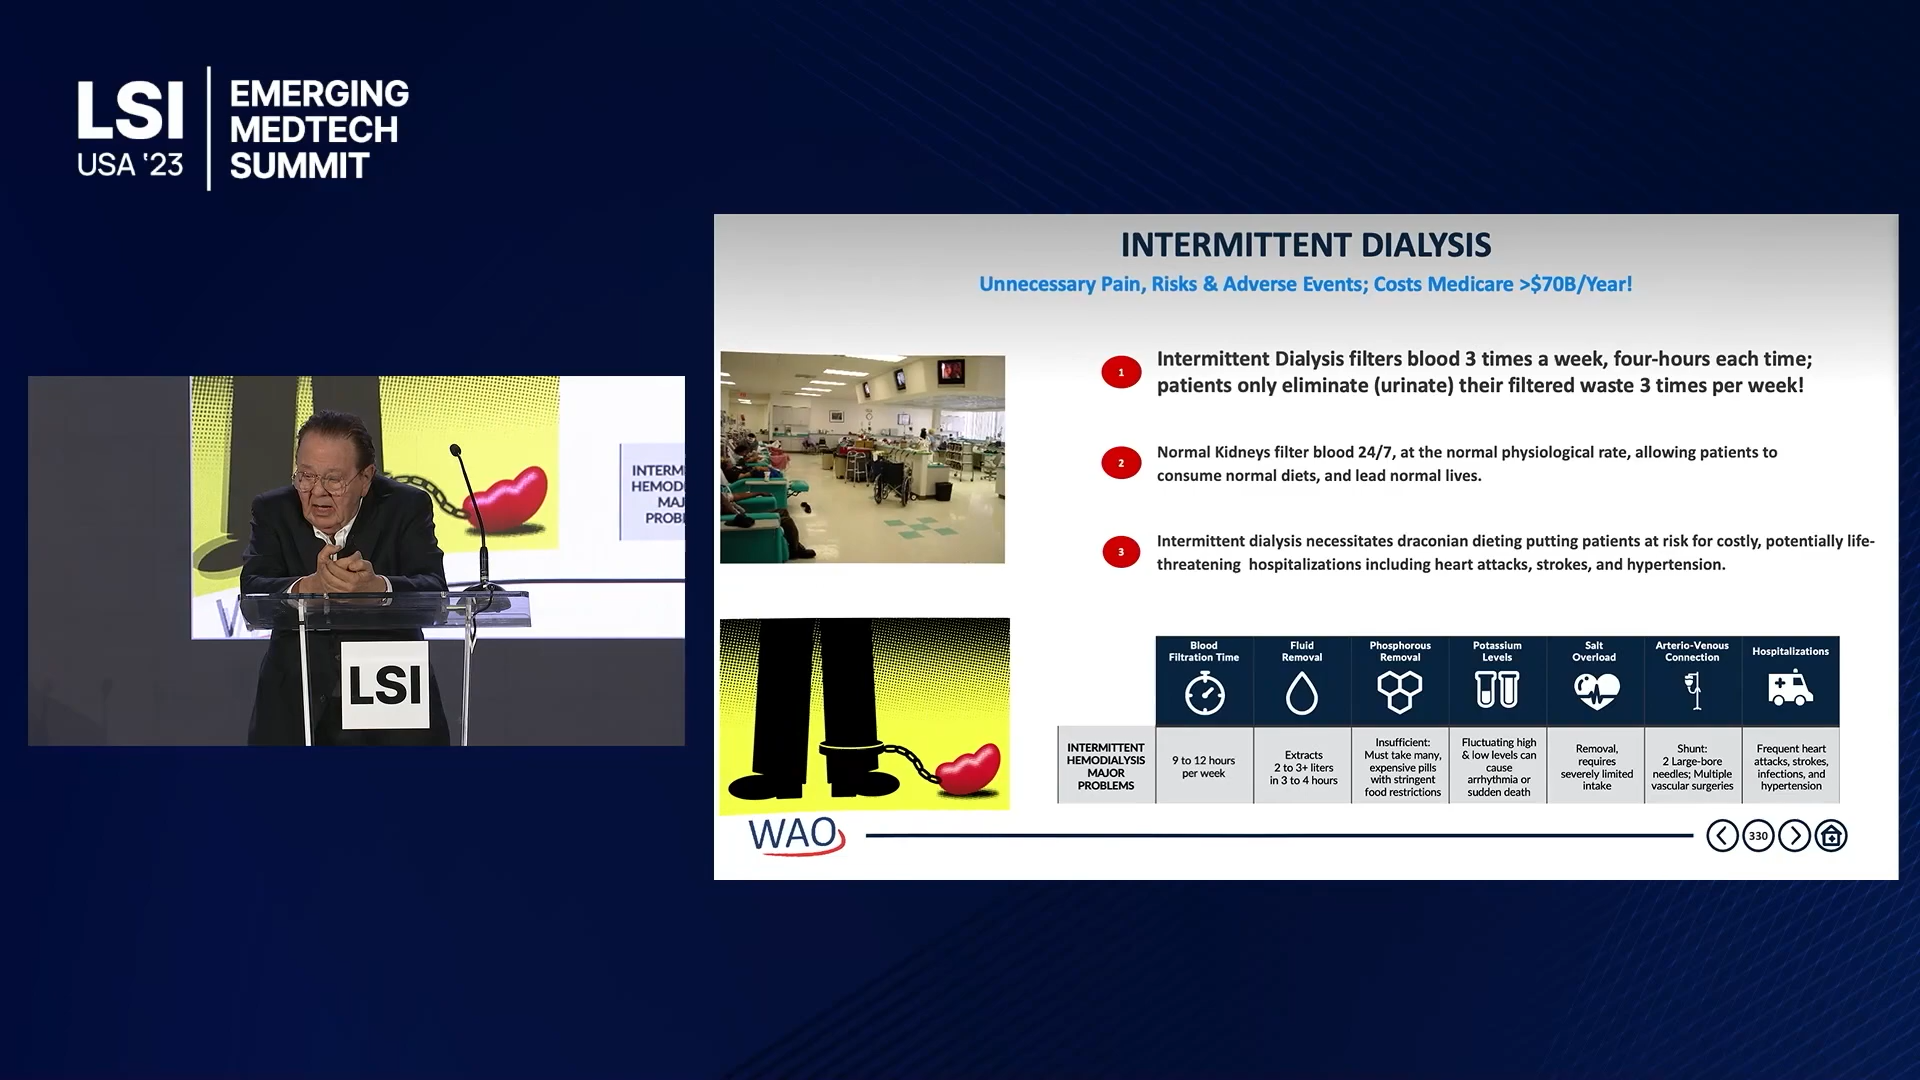 LSI
USA '23
EMERGING
MEDTECH
SUMMIT
INTERMITTENT DIALYSIS
Unnecessary Pain, Risks & Adverse Events; Costs Medicare >$70B/Year!
1
Intermittent Dialysis filters blood 3 times a week, four-hours each time;
patients only eliminate (urinate) their filtered waste 3 times per week!
2
Normal Kidneys filter blood 24/7, at the normal physiological rate, allowing patients to
consume normal diets, and lead normal lives.
3
Intermittent dialysis necessitates draconian dieting putting patients at risk for costly, potentially life-
threatening hospitalizations including heart attacks, strokes, and hypertension.
Blood
Filtration Time
Fluid
Removal
Phosphorous
Removal
Potassium
Levels
Salt
Overload
Arterio-Venous
Connection
Hospitalizations
INTERMITTENT
HEMODIALYSIS
MAJOR
PROBLEMS
9 to 12 hours
per week
Extracts
2 to 3+ liters
in 3 to 4 hours
Insufficient:
Must take many,
expensive pills
with stringent
food restrictions
Fluctuating high
& low levels can
cause
arrhythmia or
sudden death
Removal,
requires
severely limited
intake
Shunt:
2 Large-bore
needles; Multiple
vascular surgeries
Frequent heart
attacks, strokes,
infections, and
hypertension
WAO
330
INTERM
HEMOD
MAJ
PROB
LSI